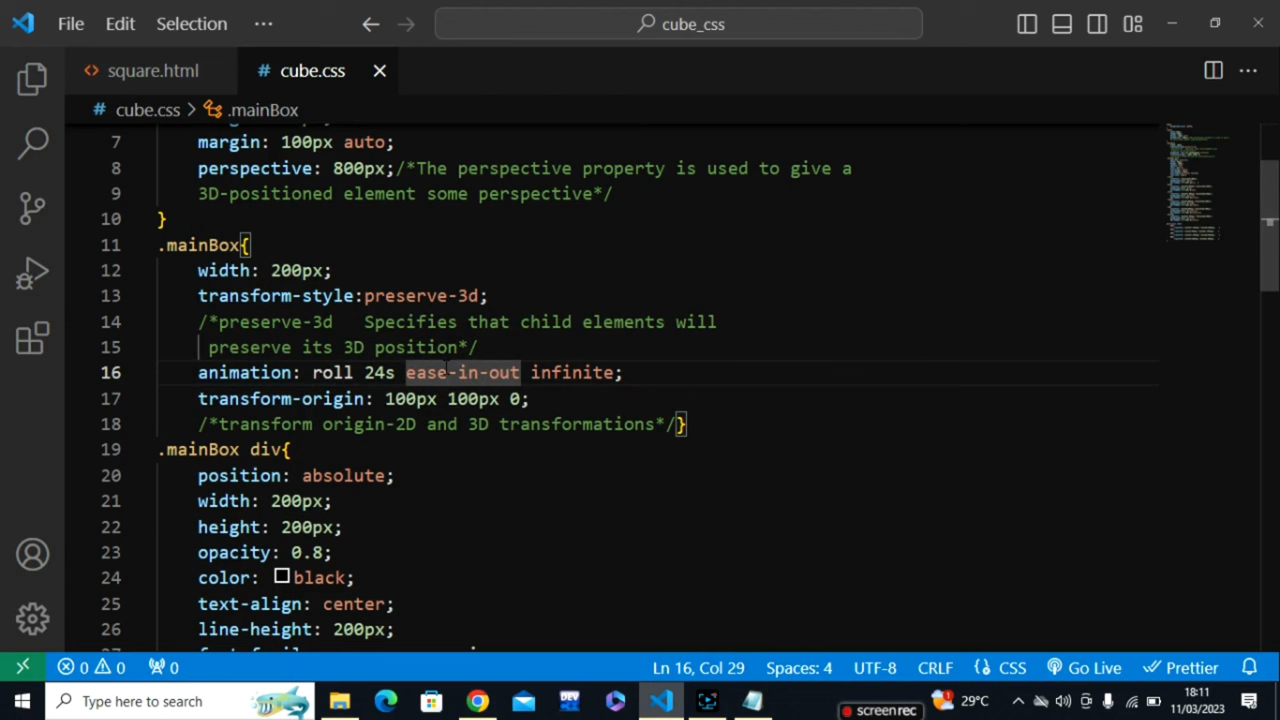 File Edit Selection ··· cube_css
square.html # cube.css
# cube.css > .mainBox
7 margin: 100px auto;
8 perspective: 800px;/*The perspective property is used to give a
9 3D-positioned element some perspective*/
10 }
11 .mainBox{
12 width: 200px;
13 transform-style:preserve-3d;
14 /*preserve-3d   Specifies that child elements will
15 preserve its 3D position*/
16 animation: roll 24s ease-in-out infinite;
17 transform-origin: 100px 100px 0;
18 /*transform origin-2D and 3D transformations*/}
19 .mainBox div{
20 position: absolute;
21 width: 200px;
22 height: 200px;
23 opacity: 0.8;
24 color: black;
25 text-align: center;
26 line-height: 200px;
0 0 0 Ln 16, Col 29 Spaces: 4 UTF-8 CRLF CSS Go Live Prettier
Type here to search DEV 29°C 18:11
screenrec 11/03/2023